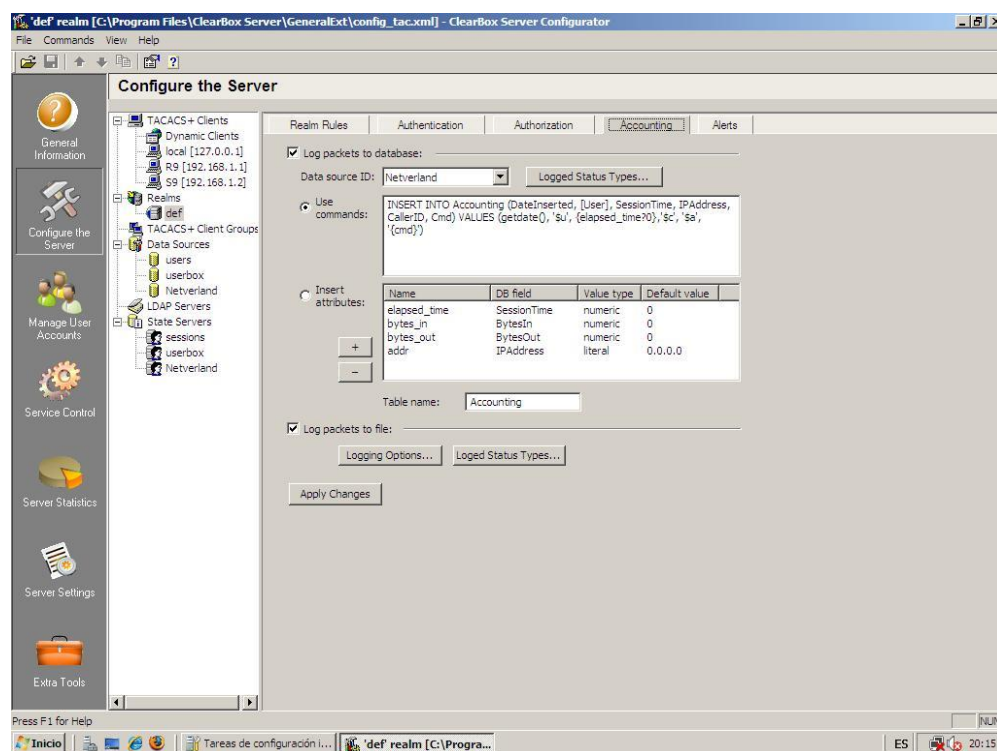 'def' realm [C:\Program Files\ClearBox Server\GeneralExt\config_tac.xml] - ClearBox Server Configurator
File Commands View Help
Configure the Server
General
Information
Configure the
Server
Manage User
Accounts
Service Control
Server Statistics
Server Settings
Extra Tools
TACACS+ Clients
Dynamic Clients
local [127.0.0.1]
R9 [192.168.1.1]
S9 [192.168.1.2]
Realms
def
TACACS+ Client Groups
Data Sources
users
userbox
Netverland
LDAP Servers
State Servers
sessions
userbox
Netverland
Realm Rules Authentication Authorization Accounting Alerts
Log packets to database:
Data source ID: Netverland Logged Status Types...
Use
commands:
INSERT INTO Accounting (DateInserted, [User], SessionTime, IPAddress,
CallerID, Cmd) VALUES (getdate(), '$u', {elapsed_time?0},'$c', '$a',
'{cmd}')
Insert
attributes:
Name DB field Value type Default value
elapsed_time SessionTime numeric 0
bytes_in BytesIn numeric 0
bytes_out BytesOut numeric 0
addr IPAddress literal 0.0.0.0
+
-
Table name: Accounting
Log packets to file:
Logging Options... Loged Status Types...
Apply Changes
Press F1 for Help NUM
Inicio Tareas de configuración i... 'def' realm [C:\Progra... ES 20:15